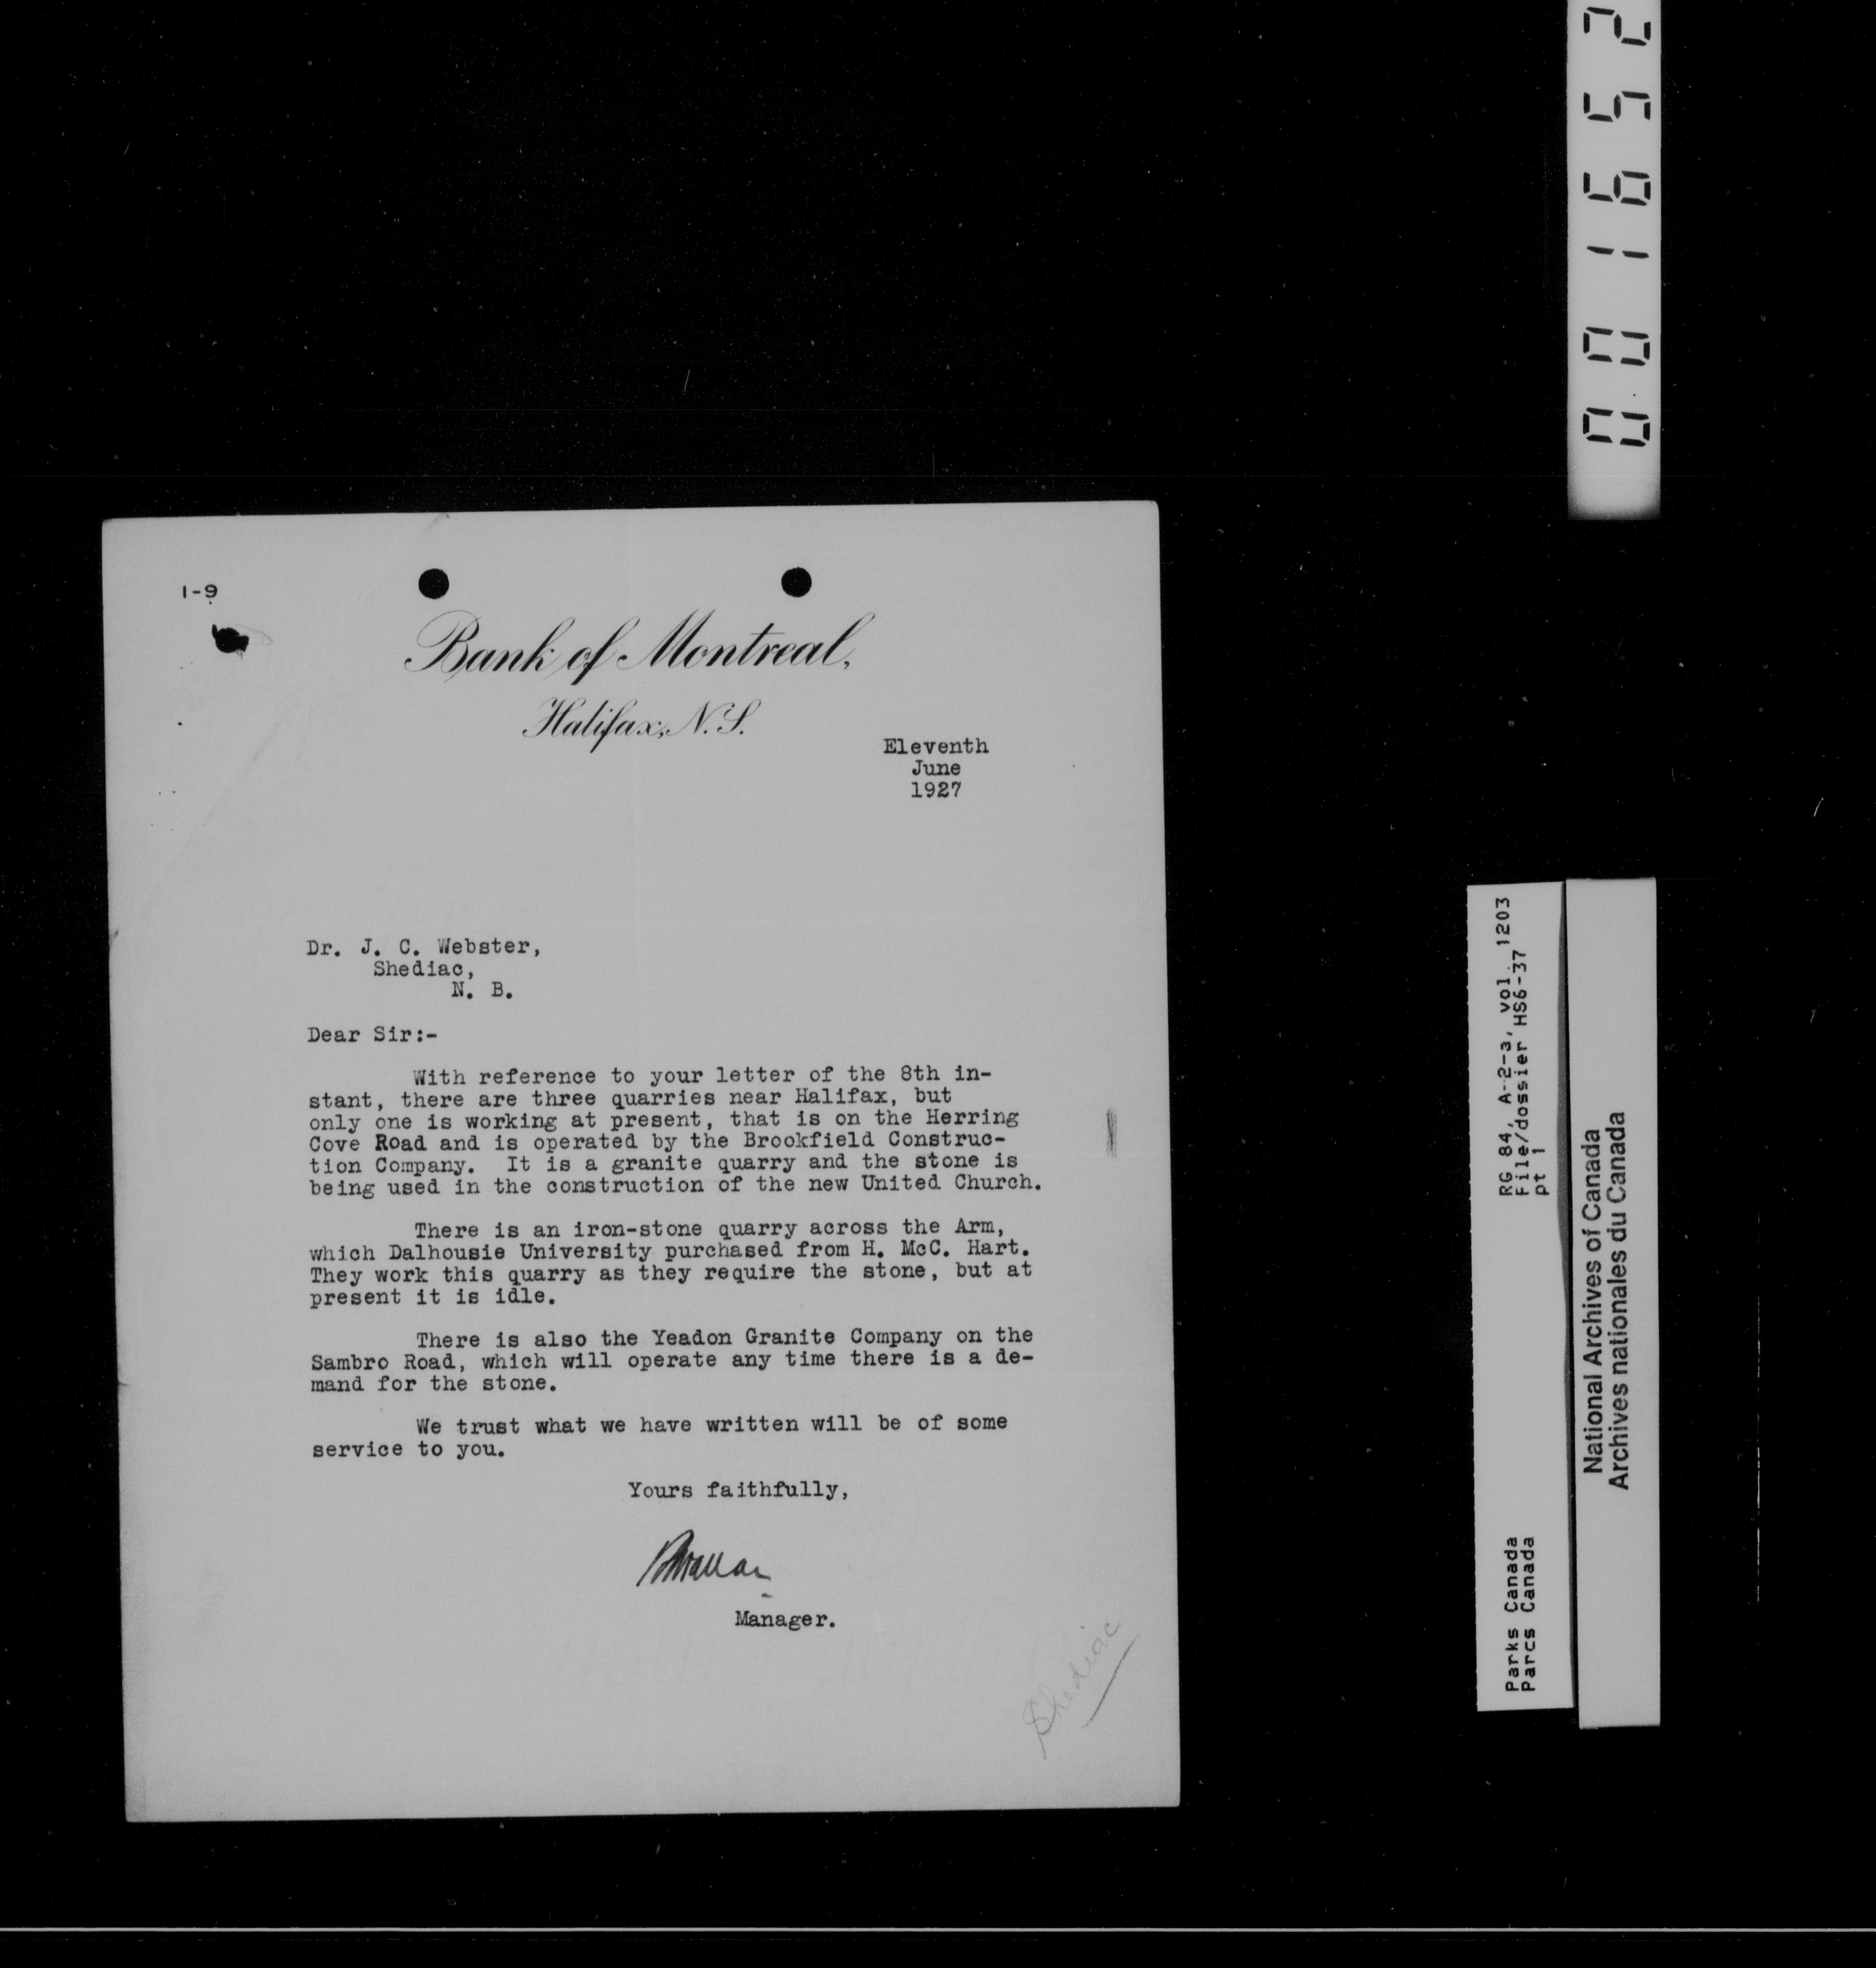 1-9
Bank of Montreal,
Halifax, N.S.
Eleventh
June
1927
Dr. J. C. Webster,
Shediac,
N. B.
Dear Sir:-
With reference to your letter of the 8th in-
stant, there are three quarries near Halifax, but
only one is working at present, that is on the Herring
Cove Road and is operated by the Brookfield Construc-
tion Company. It is a granite quarry and the stone is
being used in the construction of the new United Church.
There is an iron-stone quarry across the Arm,
which Dalhousie University purchased from H. McC. Hart.
They work this quarry as they require the stone, but at
present it is idle.
There is also the Yeadon Granite Company on the
Sambro Road, which will operate any time there is a de-
mand for the stone.
We trust what we have written will be of some
service to you.
Yours faithfully,
Manager.
Shediac
001652
RG 84, A-2-3, vol. 1203
File/dossier HS6-37
pt 1
Parks Canada
Parcs Canada
National Archives of Canada
Archives nationales du Canada